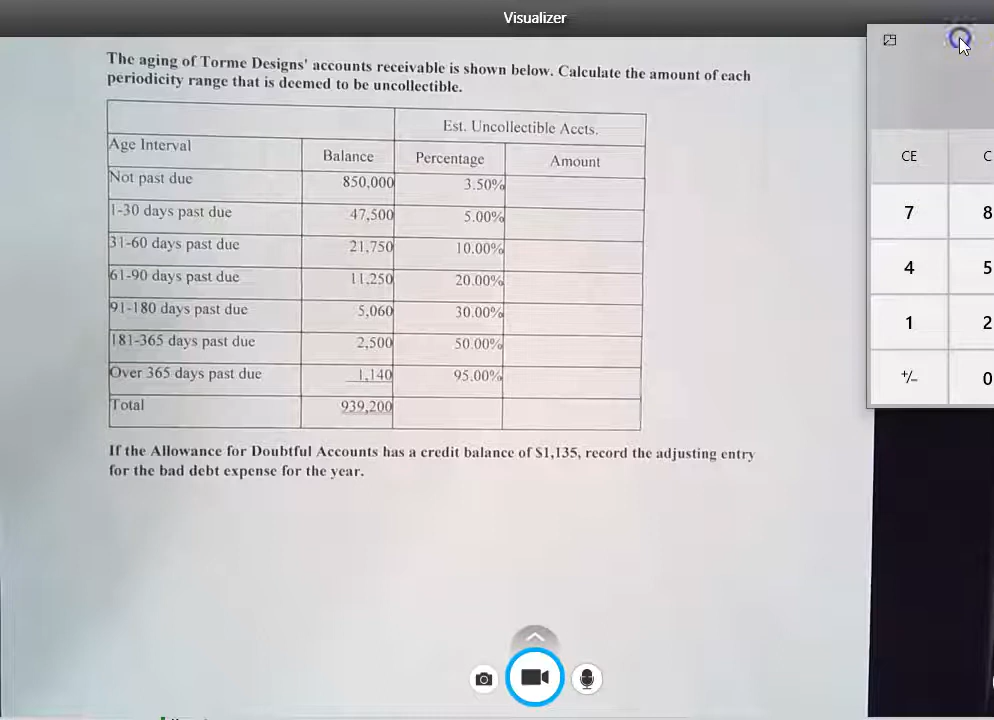 Visualizer
The aging of Torme Designs' accounts receivable is shown below. Calculate the amount of each
periodicity range that is deemed to be uncollectible.
Est. Uncollectible Accts.
Age Interval Balance Percentage Amount
Not past due 850,000 3.50%
1-30 days past due 47,500 5.00%
31-60 days past due 21,750 10.00%
61-90 days past due 11,250 20.00%
91-180 days past due 5,060 30.00%
181-365 days past due 2,500 50.00%
Over 365 days past due 1,140 95.00%
Total 939,200
If the Allowance for Doubtful Accounts has a credit balance of $1,135, record the adjusting entry
for the bad debt expense for the year.
CE C
7 8
4 5
1 2
+/- 0